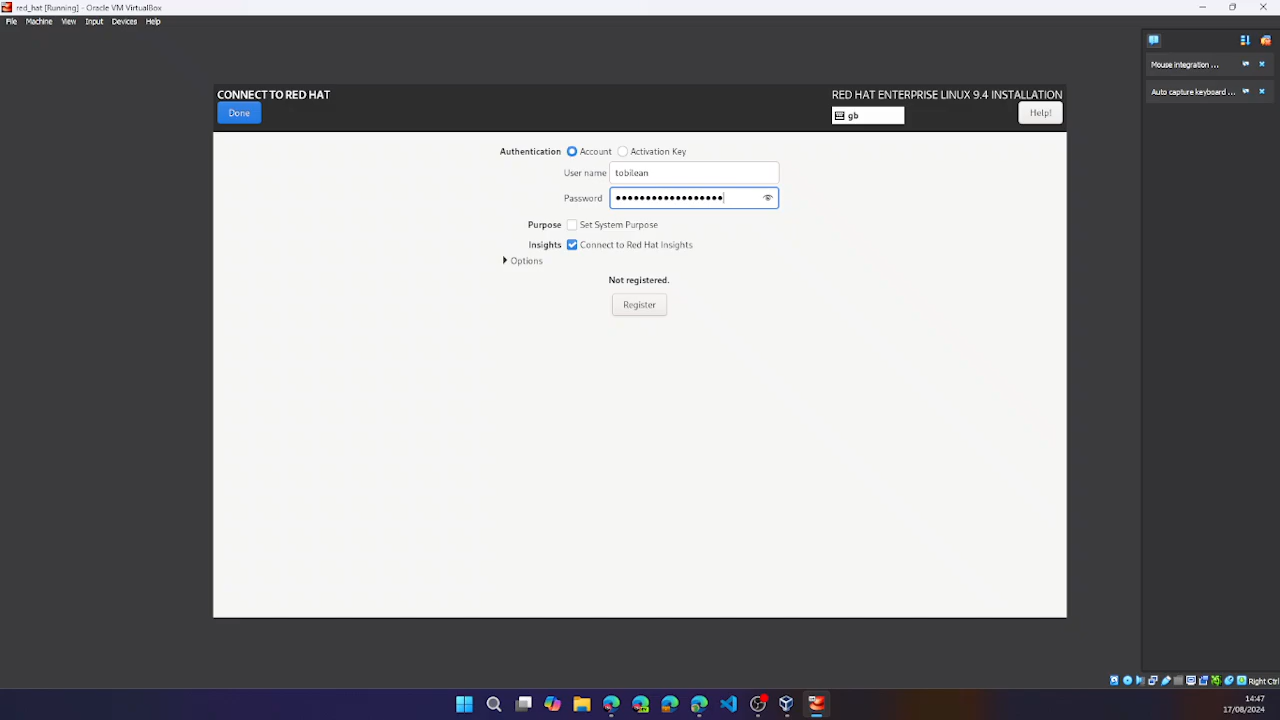 red_hat [Running] - Oracle VM VirtualBox
File Machine View Input Devices Help
Mouse integration ...
Auto capture keyboard ...
CONNECT TO RED HAT
RED HAT ENTERPRISE LINUX 9.4 INSTALLATION
Done
gb
Help!
Authentication Account Activation Key
User name tobilean
Password ••••••••••••••••••
Purpose Set System Purpose
Insights Connect to Red Hat Insights
Options
Not registered.
Register
Right Ctrl
14:47
17/08/2024